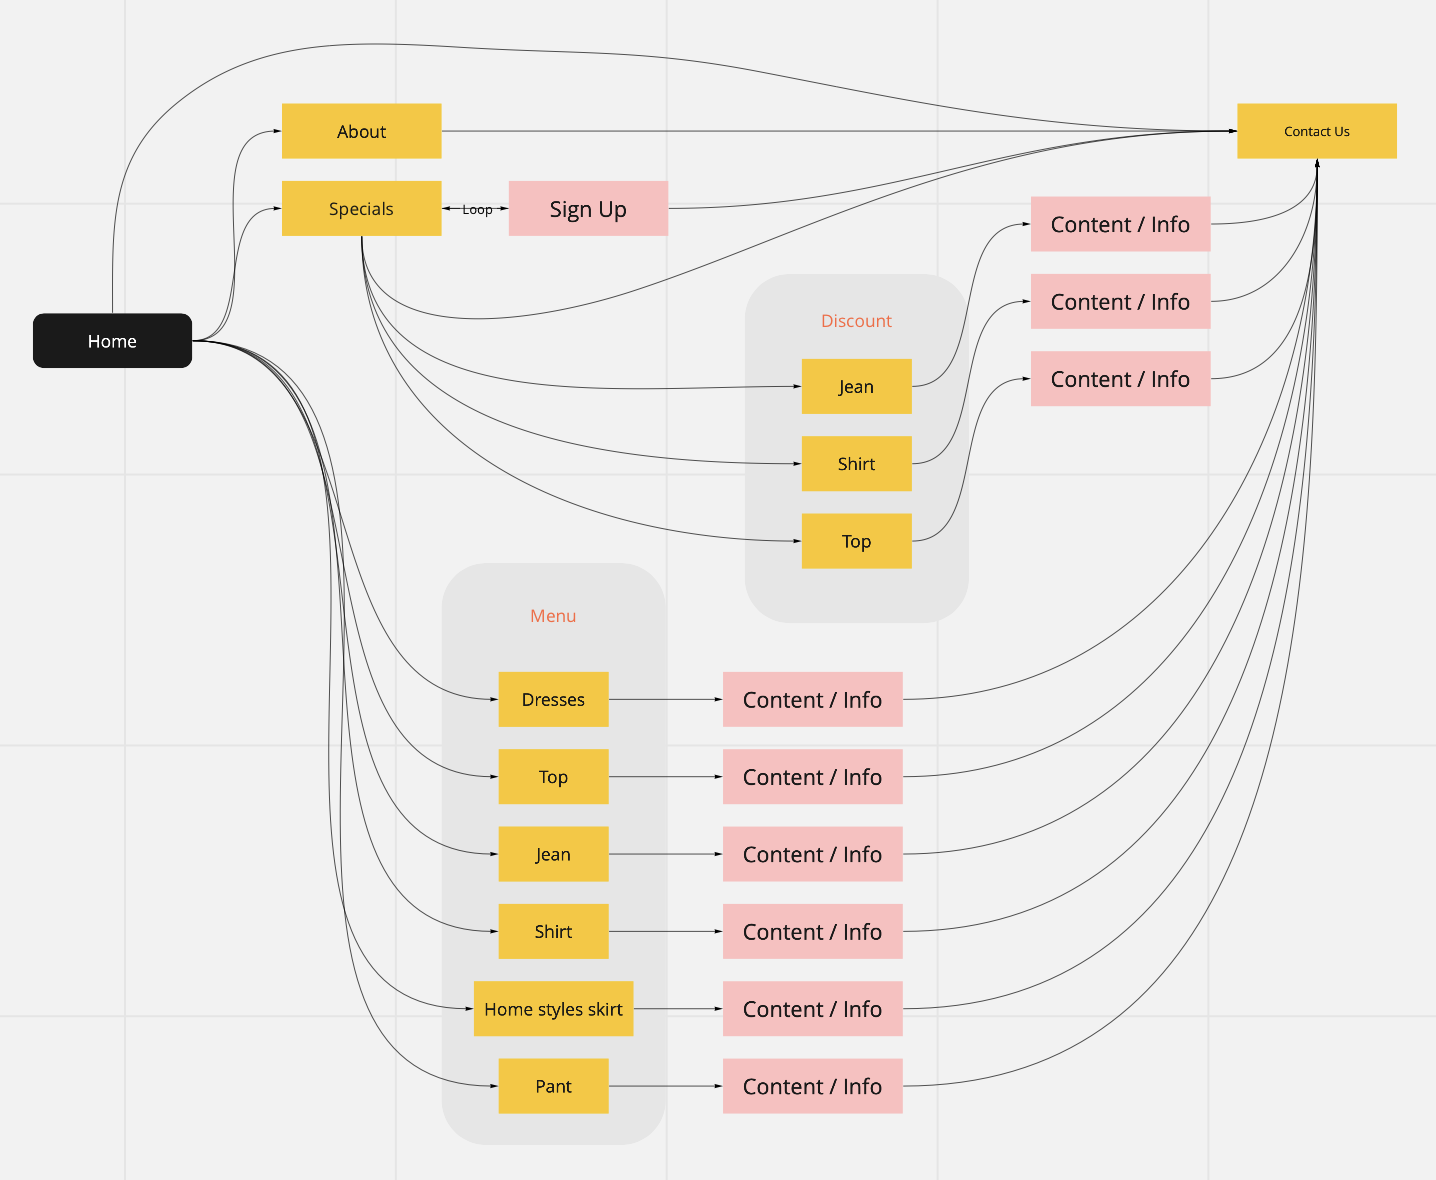 About
Contact Us
Specials
Loop
Sign Up
Content / Info
Content / Info
Discount
Home
Content / Info
Jean
Shirt
Top
Menu
Dresses
Content / Info
Top
Content / Info
Jean
Content / Info
Shirt
Content / Info
Home styles skirt
Content / Info
Pant
Content / Info